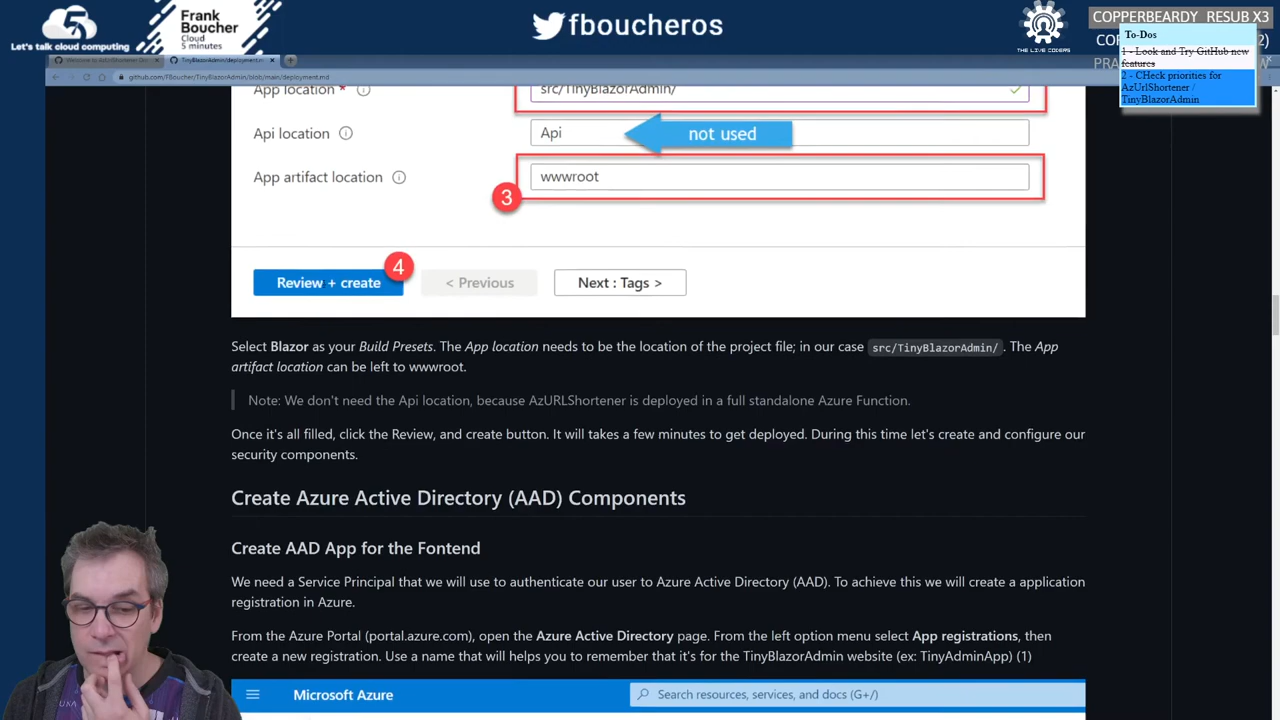 Let's talk cloud computing
Frank
Boucher
Cloud
5 minutes
fboucheros
THE LIVE CODERS
COPPERBEARDY RESUB X3
To-Dos
1 - Look and Try GitHub new
features
2 - CHeck priorities for
AzUrlShortener /
TinyBlazorAdmin
github.com/FBoucher/TinyBlazorAdmin/blob/main/deployment.md
App location * src/TinyBlazorAdmin/
Api location Api not used
App artifact location wwwroot
3
4
Review + create < Previous Next : Tags >
Select Blazor as your Build Presets. The App location needs to be the location of the project file; in our case src/TinyBlazorAdmin/ . The App
artifact location can be left to wwwroot.
Note: We don't need the Api location, because AzURLShortener is deployed in a full standalone Azure Function.
Once it's all filled, click the Review, and create button. It will takes a few minutes to get deployed. During this time let's create and configure our
security components.
Create Azure Active Directory (AAD) Components
Create AAD App for the Fontend
We need a Service Principal that we will use to authenticate our user to Azure Active Directory (AAD). To achieve this we will create a application
registration in Azure.
From the Azure Portal (portal.azure.com), open the Azure Active Directory page. From the left option menu select App registrations, then
create a new registration. Use a name that will helps you to remember that it's for the TinyBlazorAdmin website (ex: TinyAdminApp) (1)
Microsoft Azure Search resources, services, and docs (G+/)